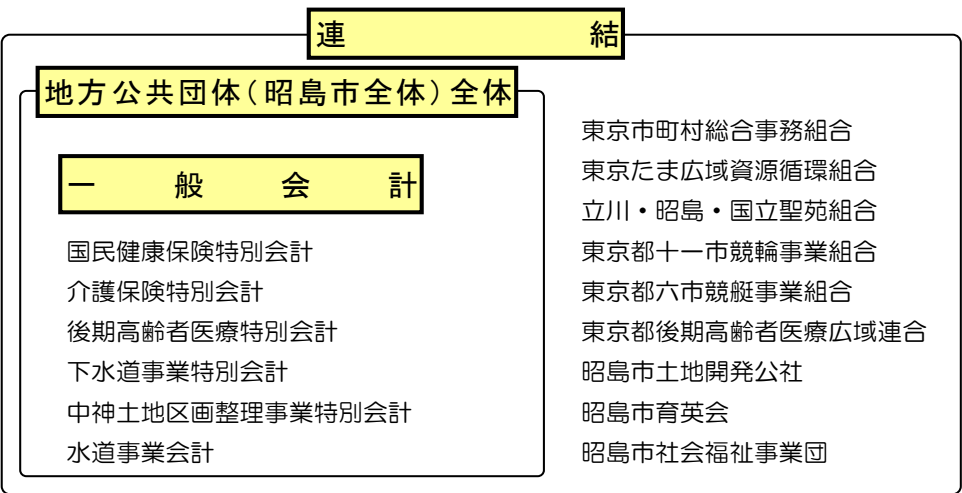 連結
地方公共団体(昭島市全体)全体
一般会計
国民健康保険特別会計
介護保険特別会計
後期高齢者医療特別会計
下水道事業特別会計
中神土地区画整理事業特別会計
水道事業会計
東京市町村総合事務組合
東京たま広域資源循環組合
立川・昭島・国立聖苑組合
東京都十一市競輪事業組合
東京都六市競艇事業組合
東京都後期高齢者医療広域連合
昭島市土地開発公社
昭島市育英会
昭島市社会福祉事業団